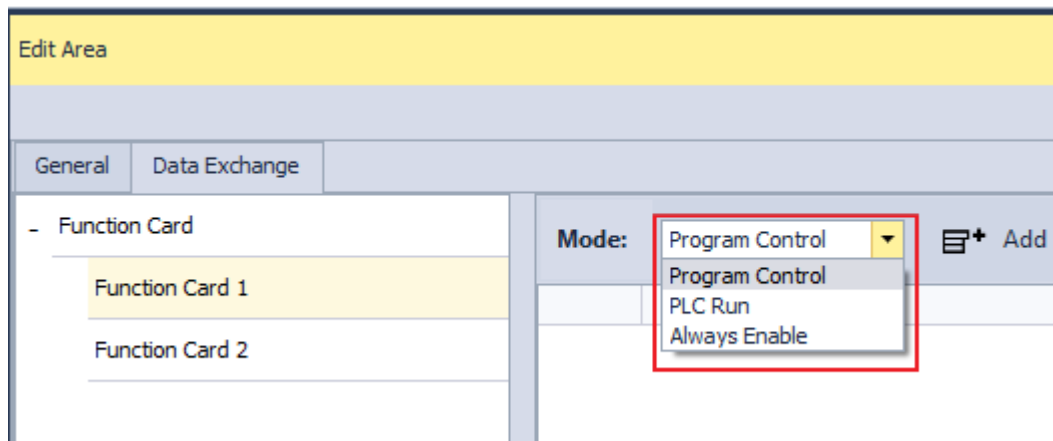 Edit Area
General Data Exchange
- Function Card
Function Card 1
Function Card 2
Mode: Program Control Add
Program Control
PLC Run
Always Enable